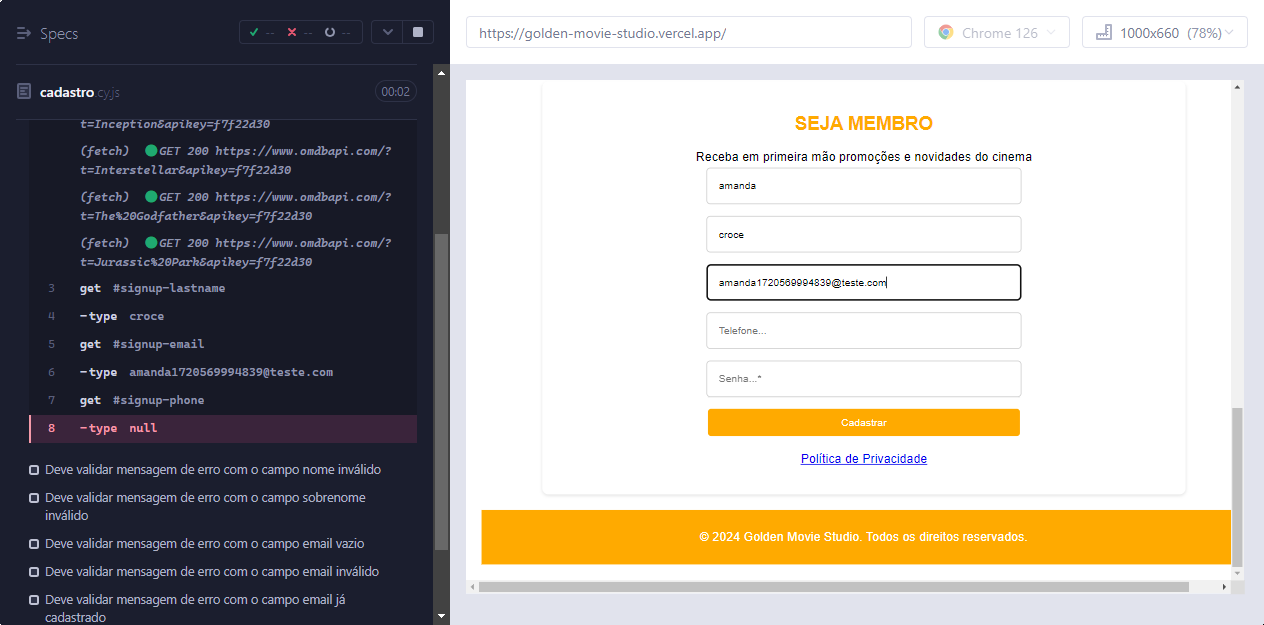 Specs
-- -- --
cadastro.cy.js
00:02
t=Inception&apikey=f7f22d30
(fetch) GET 200 https://www.omdbapi.com/?
t=Interstellar&apikey=f7f22d30
(fetch) GET 200 https://www.omdbapi.com/?
t=The%20Godfather&apikey=f7f22d30
(fetch) GET 200 https://www.omdbapi.com/?
t=Jurassic%20Park&apikey=f7f22d30
3 get #signup-lastname
4 -type croce
5 get #signup-email
6 -type amanda1720569994839@teste.com
7 get #signup-phone
8 -type null
Deve validar mensagem de erro com o campo nome inválido
Deve validar mensagem de erro com o campo sobrenome
inválido
Deve validar mensagem de erro com o campo email vazio
Deve validar mensagem de erro com o campo email inválido
Deve validar mensagem de erro com o campo email já
cadastrado
https://golden-movie-studio.vercel.app/
Chrome 126
1000x660 (78%)
SEJA MEMBRO
Receba em primeira mão promoções e novidades do cinema
amanda
croce
amanda1720569994839@teste.com
Telefone...
Senha...*
Cadastrar
Política de Privacidade
© 2024 Golden Movie Studio. Todos os direitos reservados.